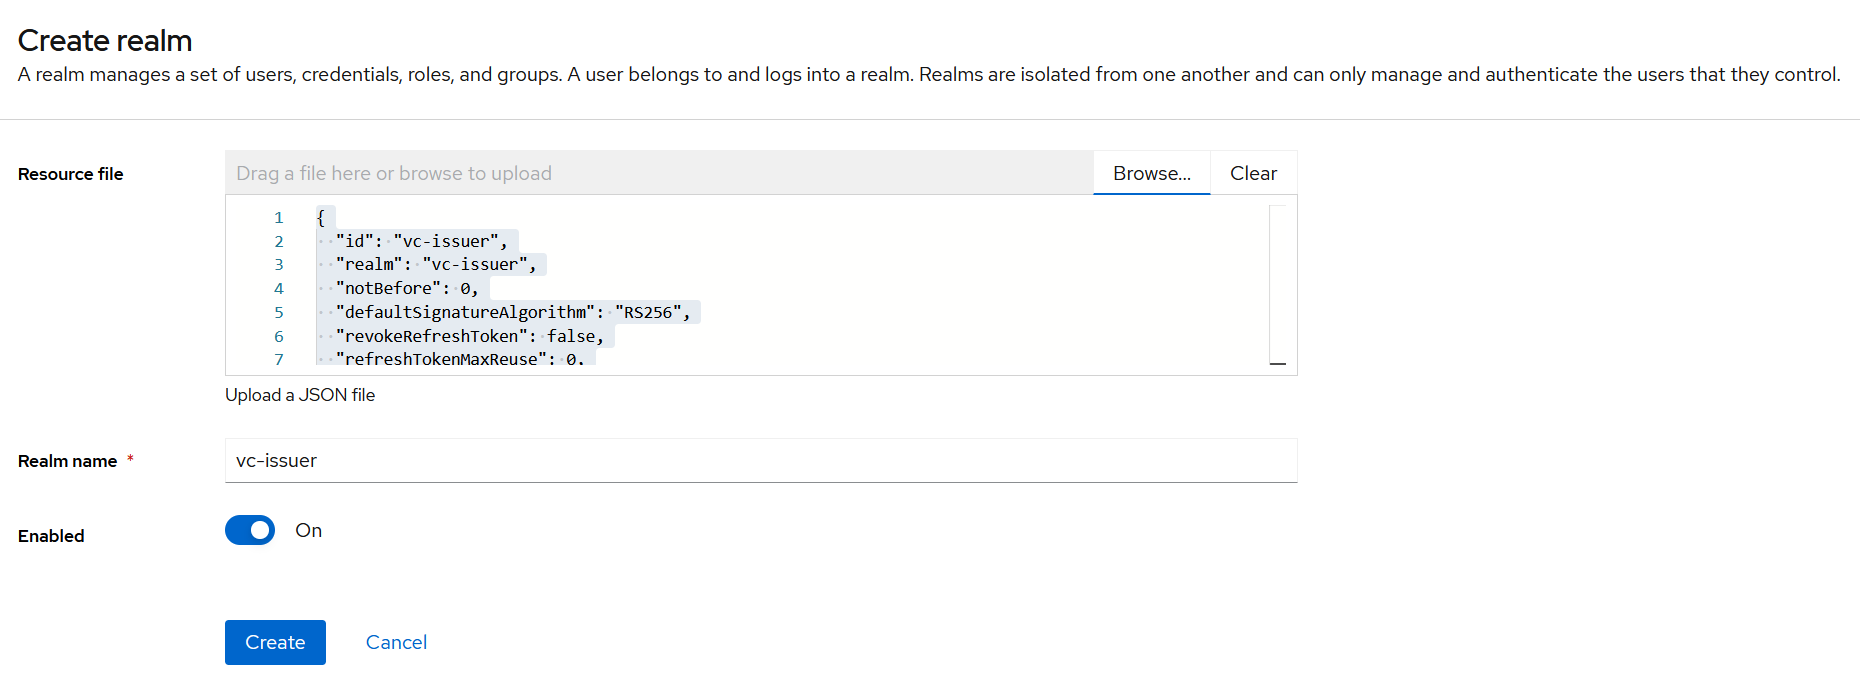 Create realm
A realm manages a set of users, credentials, roles, and groups. A user belongs to and logs into a realm. Realms are isolated from one another and can only manage and authenticate the users that they control.
Resource file
Drag a file here or browse to upload
Browse...
Clear
1 {
2 "id": "vc-issuer",
3 "realm": "vc-issuer",
4 "notBefore": 0,
5 "defaultSignatureAlgorithm": "RS256",
6 "revokeRefreshToken": false,
7 "refreshTokenMaxReuse": 0,
Upload a JSON file
Realm name *
vc-issuer
Enabled
On
Create
Cancel